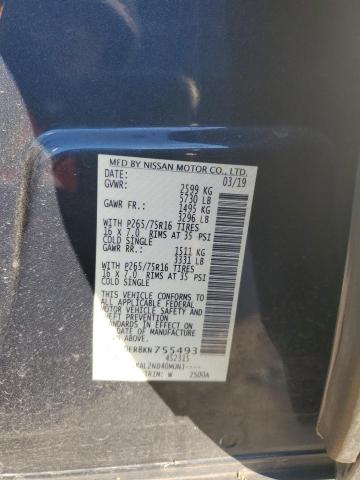 MFD BY NISSAN MOTOR CO., LTD.
DATE: 03/19
GVWR: 2599 KG
5730 LB
GAWR FR: 1495 KG
3296 LB
WITH P265/75R16 TIRES
16 X 7.0 RIMS AT 35 PSI
COLD SINGLE
GAWR RR: 1511 KG
3331 LB
WITH P265/75R16 TIRES
16 X 7.0 RIMS AT 35 PSI
COLD SINGLE
THIS VEHICLE CONFORMS TO
ALL APPLICABLE FEDERAL
MOTOR VEHICLE SAFETY AND
THEFT PREVENTION
STANDARDS IN EFFECT ON
THE DATE OF MANUFACTURE
SHOWN ABOVE.
755493
452315
TRIM: W 2500A